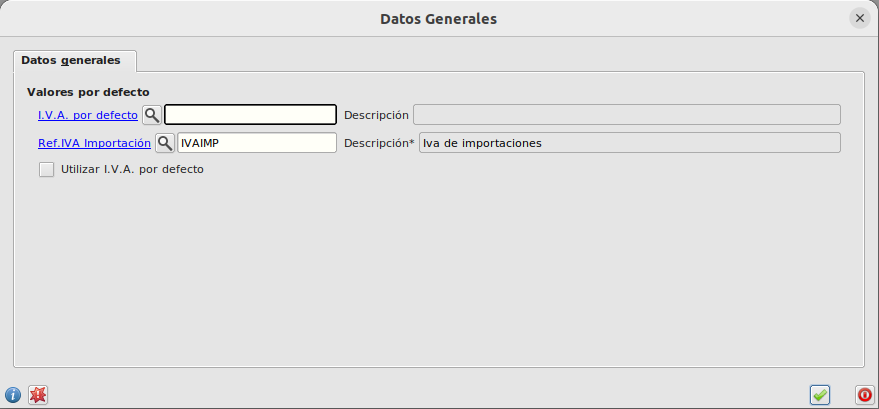 Datos Generales
Datos generales
Valores por defecto
I.V.A. por defecto Descripción
Ref.IVA Importación IVAIMP Descripción* Iva de importaciones
Utilizar I.V.A. por defecto